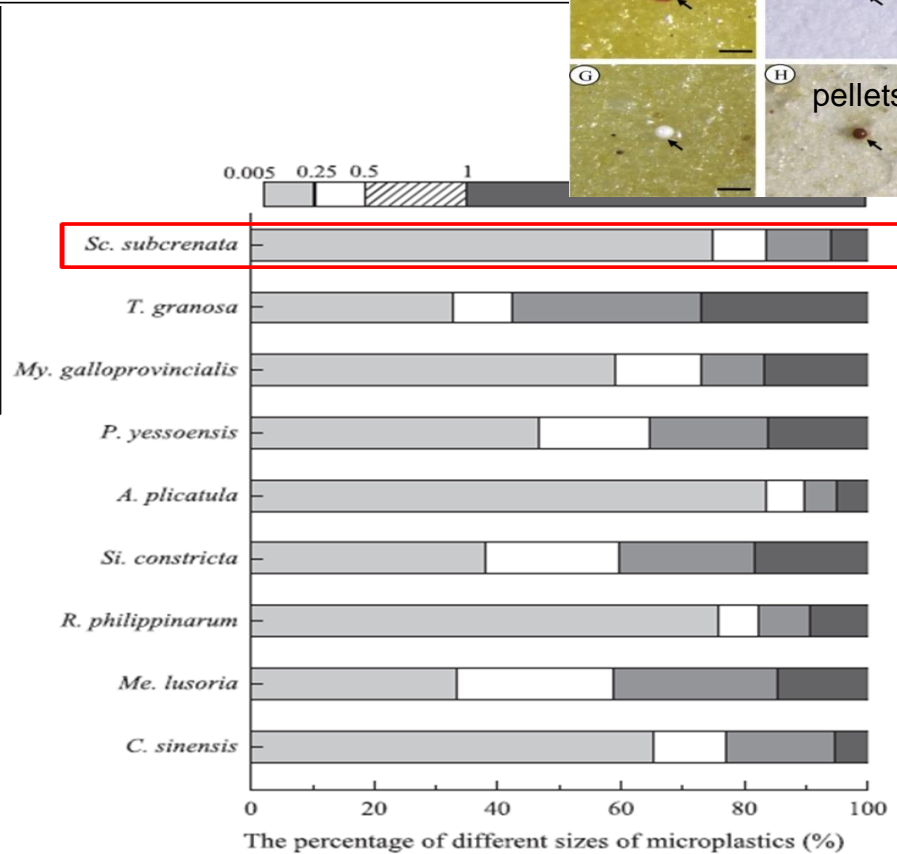 G
H
pellets
0.005 0.25 0.5 1
Sc. subcrenata
T. granosa
My. galloprovincialis
P. yessoensis
A. plicatula
Si. constricta
R. philippinarum
Me. lusoria
C. sinensis
0 20 40 60 80 100
The percentage of different sizes of microplastics (%)